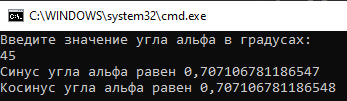 C:\WINDOWS\system32\cmd.exe
Введите значение угла альфа в градусах:
45
Синус угла альфа равен 0,707106781186547
Косинус угла альфа равен 0,707106781186548